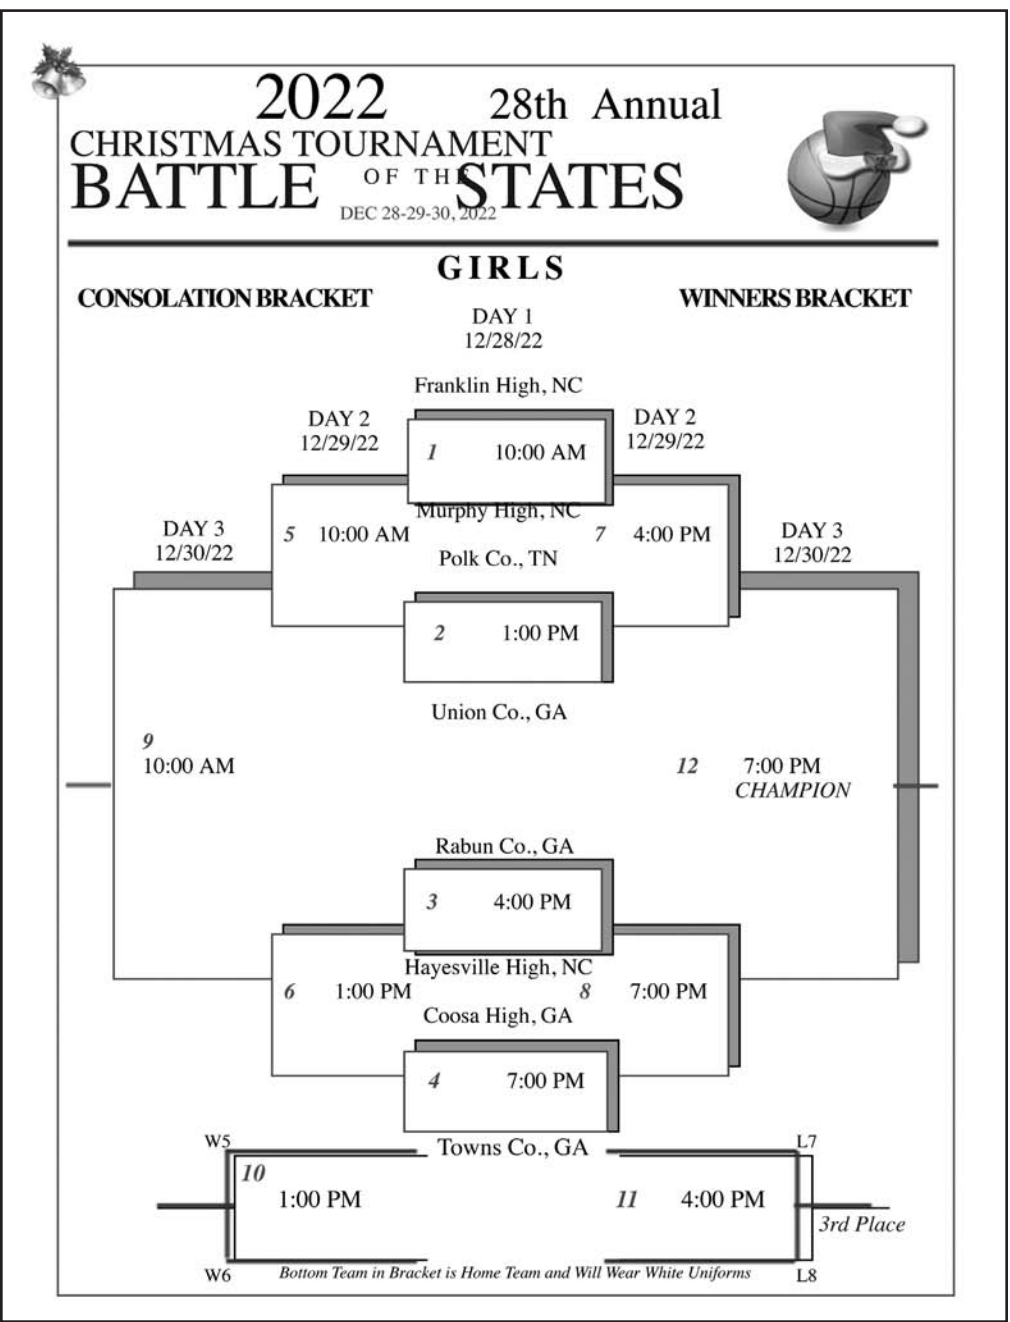 2022 28th Annual
CHRISTMAS TOURNAMENT
BATTLE OF THE STATES
DEC 28-29-30, 2022
GIRLS
CONSOLATION BRACKET WINNERS BRACKET
DAY 1
12/28/22
Franklin High, NC
DAY 2 DAY 2
12/29/22 12/29/22
1 10:00 AM
Murphy High, NC
DAY 3 5 10:00 AM 7 4:00 PM DAY 3
12/30/22 12/30/22
Polk Co., TN
2 1:00 PM
Union Co., GA
9
10:00 AM 12 7:00 PM
CHAMPION
Rabun Co., GA
3 4:00 PM
Hayesville High, NC
6 1:00 PM 8 7:00 PM
Coosa High, GA
4 7:00 PM
W5 Towns Co., GA L7
10
1:00 PM 11 4:00 PM
3rd Place
W6 Bottom Team in Bracket is Home Team and Will Wear White Uniforms L8